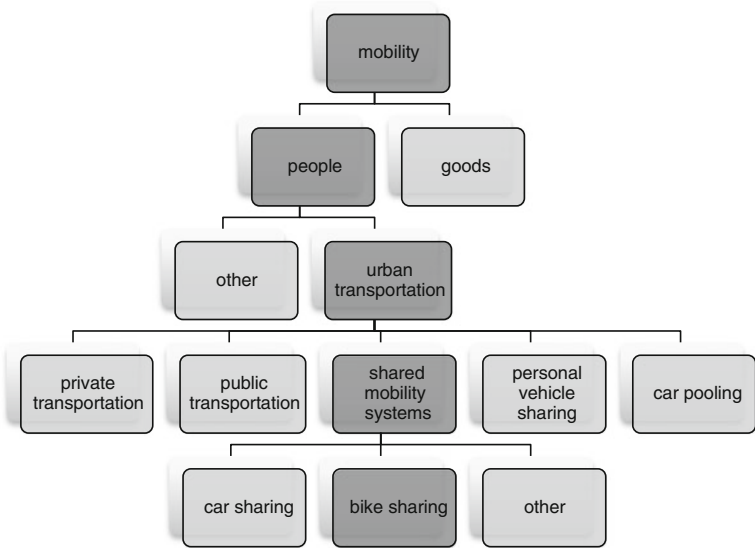 mobility
people
goods
other
urban
transportation
private
transportation
public
transportation
shared
mobility
systems
personal
vehicle
sharing
car pooling
car sharing
bike sharing
other